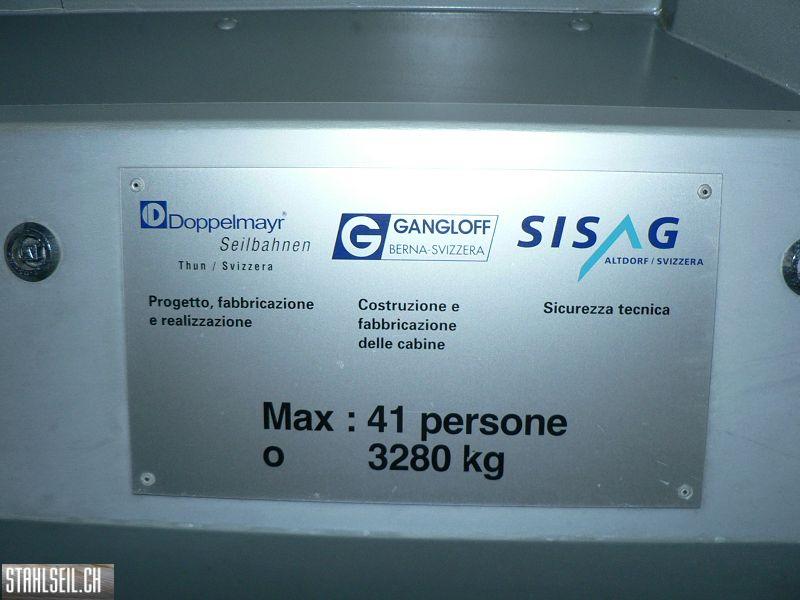 Doppelmayr®
Seilbahnen
Thun / Svizzera
Progetto, fabbricazione
e realizzazione
G GANGLOFF
BERNA-SVIZZERA
Costruzione e
fabbricazione
delle cabine
SISAG
ALTDORF / SVIZZERA
Sicurezza tecnica
Max : 41 persone
o 3280 kg
STAHLSEIL.CH